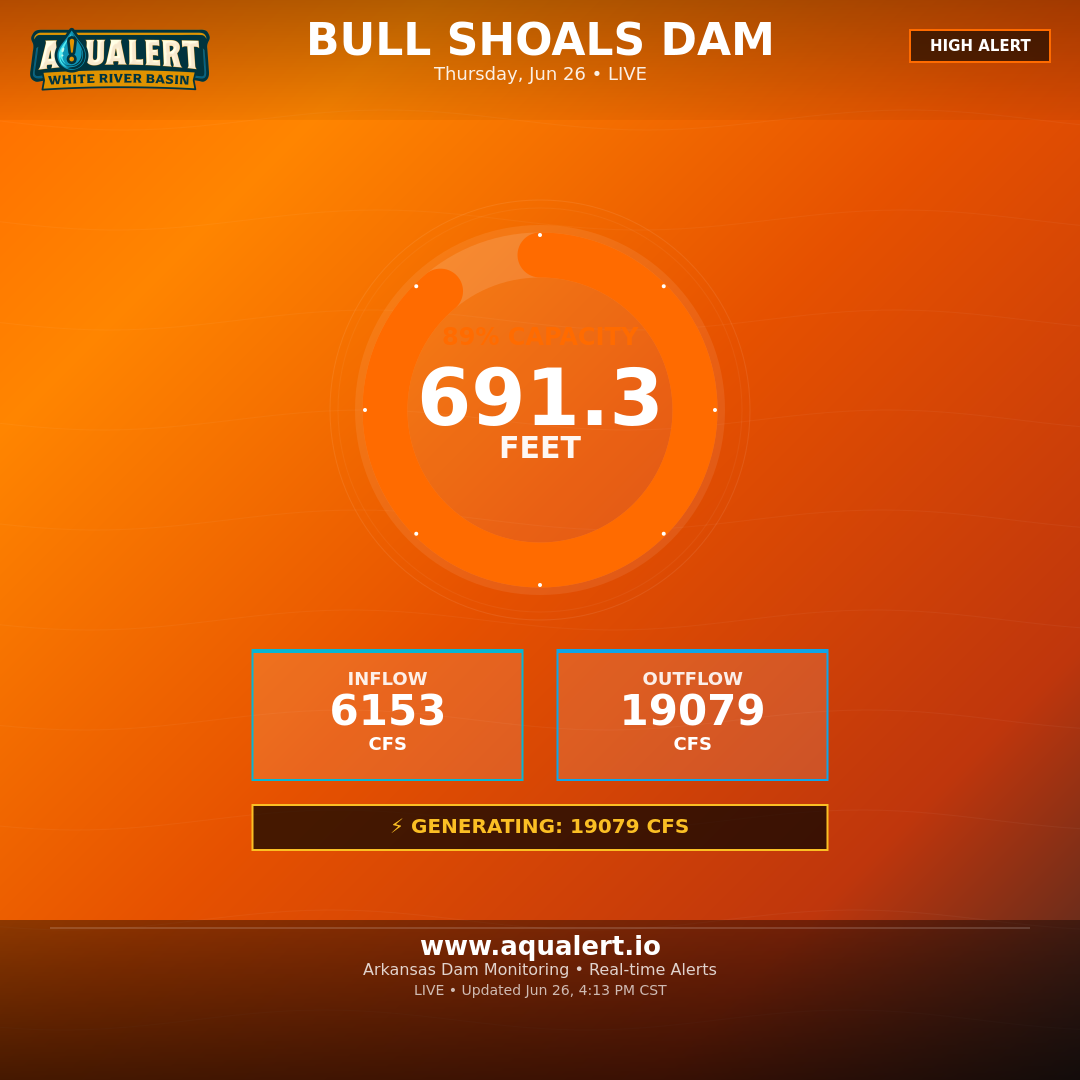 AQUALERT
WHITE RIVER BASIN
BULL SHOALS DAM
Thursday, Jun 26 • LIVE
HIGH ALERT
89% CAPACITY
691.3
FEET
INFLOW
6153
CFS
OUTFLOW
19079
CFS
⚡ GENERATING: 19079 CFS
www.aqualert.io
Arkansas Dam Monitoring • Real-time Alerts
LIVE • Updated Jun 26, 4:13 PM CST